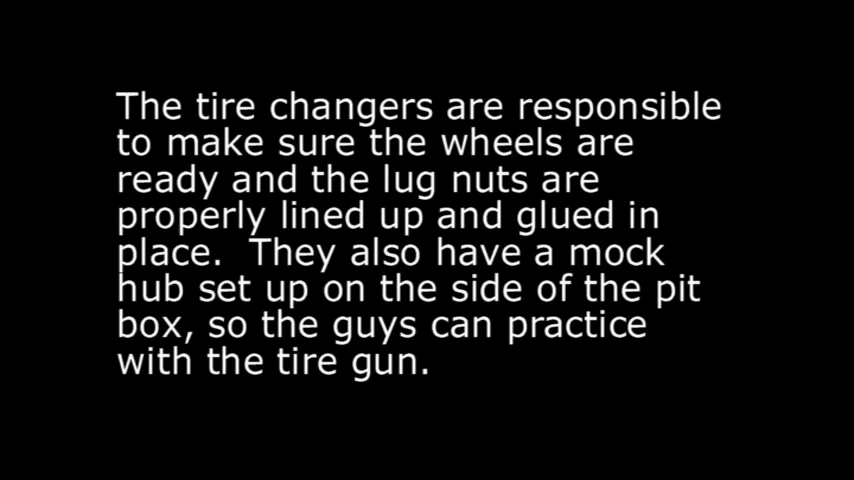 The tire changers are responsible
to make sure the wheels are
ready and the lug nuts are
properly lined up and glued in
place.  They also have a mock
hub set up on the side of the pit
box, so the guys can practice
with the tire gun.